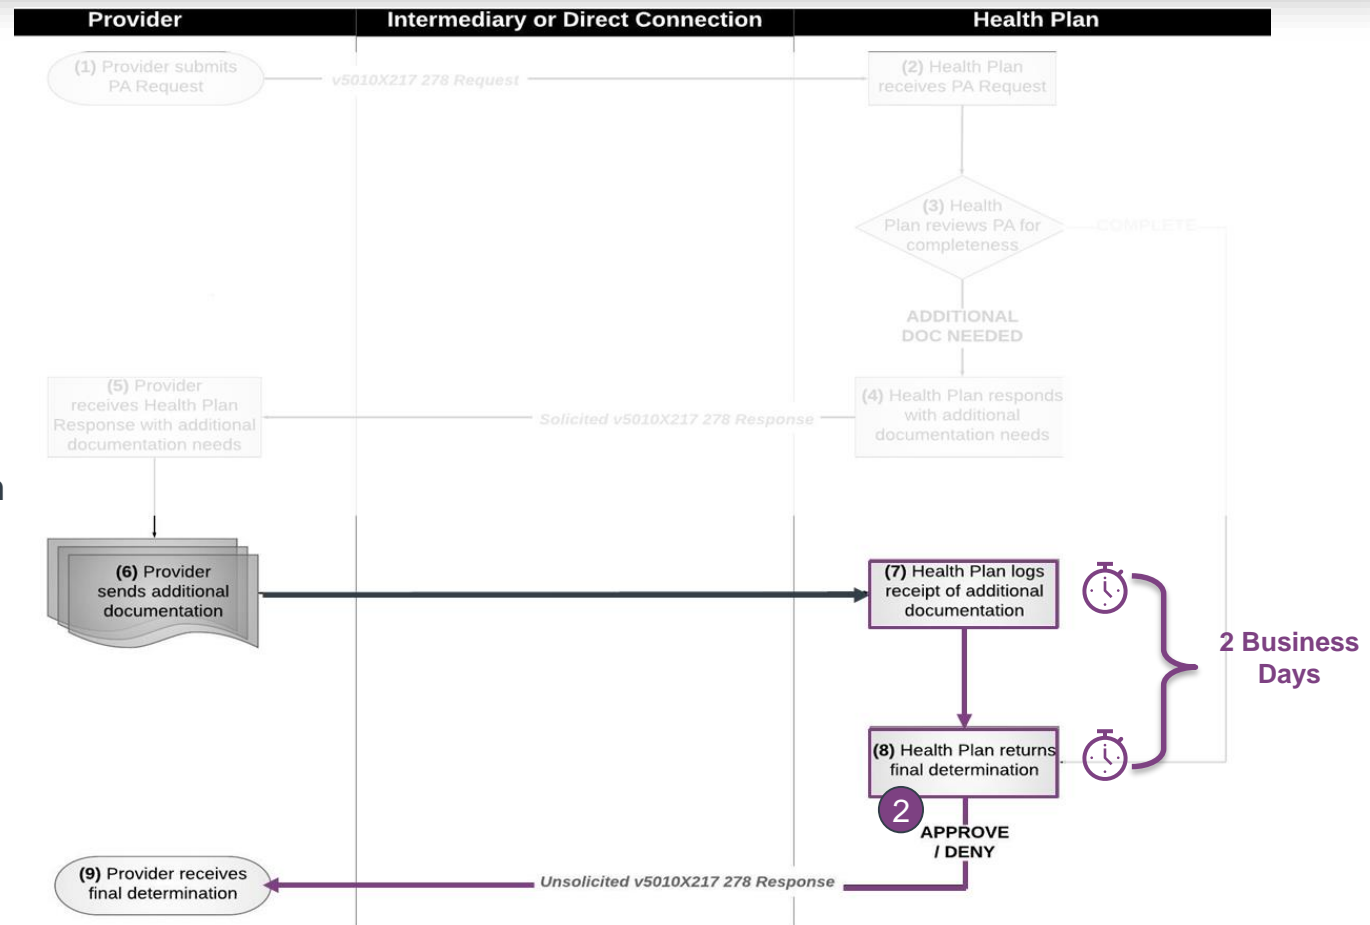 Provider
Intermediary or Direct Connection
Health Plan
(1) Provider submits
PA Request
v5010X217 278 Request
(2) Health Plan
receives PA Request
(3) Health
Plan reviews PA for
completeness
COMPLETE
ADDITIONAL
DOC NEEDED
(5) Provider
receives Health Plan
Response with additional
documentation needs
Solicited v5010X217 278 Response
(4) Health Plan responds
with additional
documentation needs
n
(6) Provider
sends additional
documentation
(7) Health Plan logs
receipt of additional
documentation
2 Business
Days
(8) Health Plan returns
final determination
2
APPROVE
/ DENY
(9) Provider receives
final determination
Unsolicited v5010X217 278 Response